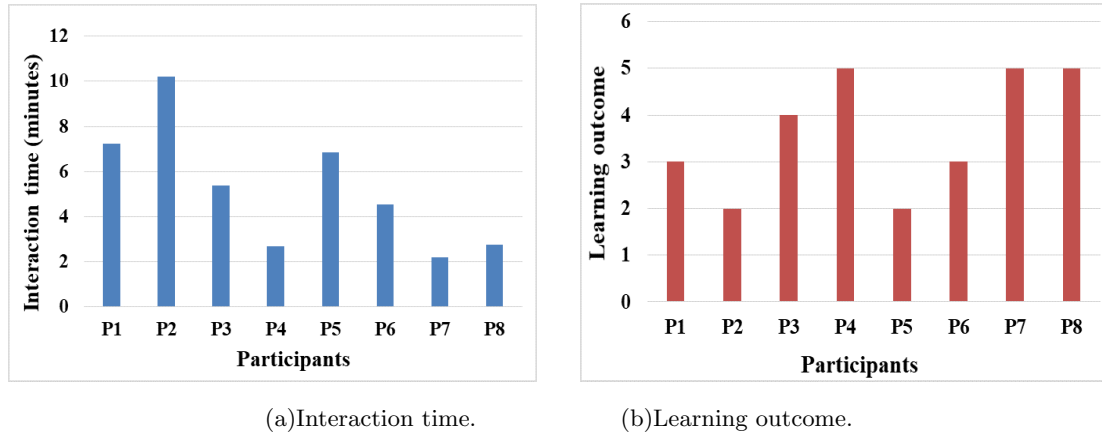 12
10
8
6
4
2
0
Interaction time (minutes)
P1 P2 P3 P4 P5 P6 P7 P8
Participants
6
5
4
3
2
1
0
Learning outcome
P1 P2 P3 P4 P5 P6 P7 P8
Participants
(a)Interaction time.
(b)Learning outcome.